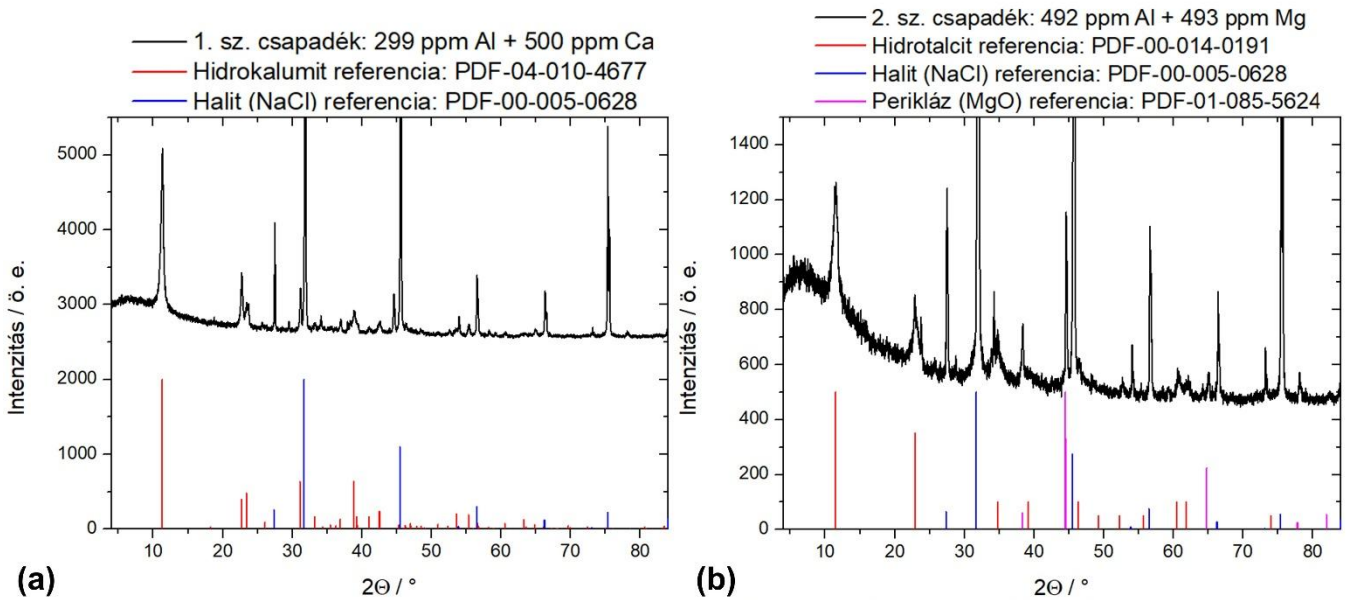 1. sz. csapadék: 299 ppm Al + 500 ppm Ca
Hidrokalumit referencia: PDF-04-010-4677
Halit (NaCl) referencia: PDF-00-005-0628
5000
4000
3000
2000
1000
0
Intenzitás / ö. e.
10 20 30 40 50 60 70 80
2Θ / °
(a)
2. sz. csapadék: 492 ppm Al + 493 ppm Mg
Hidrotalcit referencia: PDF-00-014-0191
Halit (NaCl) referencia: PDF-00-005-0628
Perikláz (MgO) referencia: PDF-01-085-5624
1400
1200
1000
800
600
400
200
0
Intenzitás / ö. e.
10 20 30 40 50 60 70 80
2Θ / °
(b)